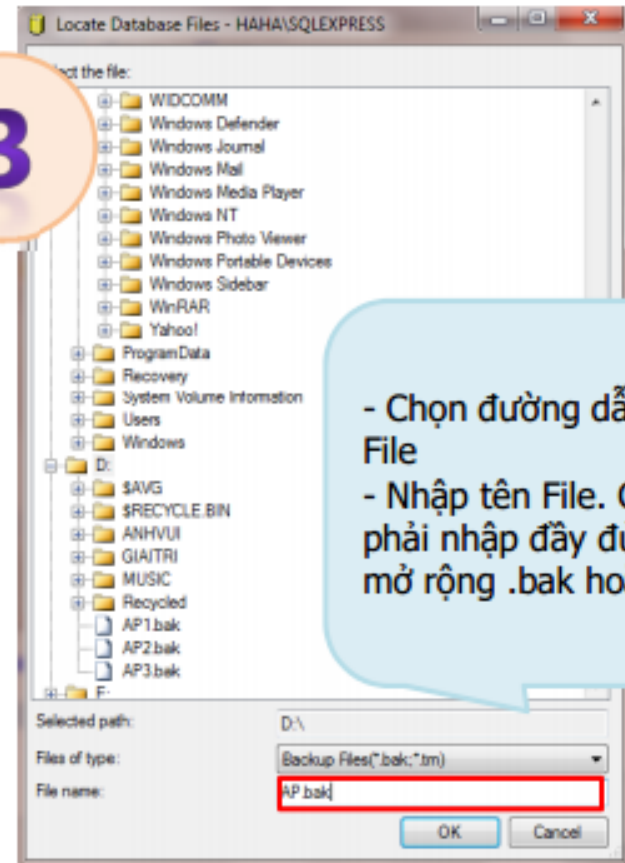 Locate Database Files - HAHA\SQLEXPRESS
the file:
3
WIDCOMM
Windows Defender
Windows Journal
Windows Mail
Windows Media Player
Windows NT
Windows Photo Viewer
Windows Portable Devices
Windows Sidebar
WinRAR
Yahoo!
ProgramData
Recovery
System Volume Information
Users
Windows
D:
$AVG
$RECYCLE.BIN
ANHVUI
GIAITRI
MUSIC
Recycled
AP1.bak
AP2.bak
AP3.bak
F:
- Chọn đường
File
- Nhập tên File.
phải nhập đầy
mở rộng .bak
Selected path: D:\
Files of type: Backup Files(*.bak;*.trn)
File name: AP.bak
OK Cancel